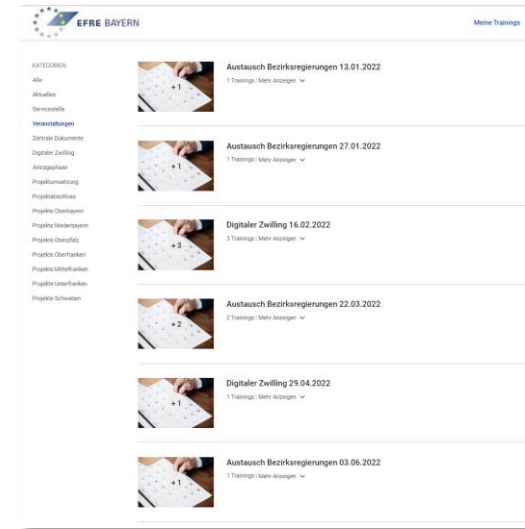 EFRE BAYERN
Meine Trainings
KATEGORIEN
Alle
Aktuelles
Servicestelle
Veranstaltungen
Zentrale Dokumente
Digitaler Zwilling
Antragsphase
Projektumsetzung
Projektabschluss
Projekte Oberbayern
Projekte Niederbayern
Projekte Oberpfalz
Projekte Oberfranken
Projekte Mittelfranken
Projekte Unterfranken
Projekte Schwaben
+ 1
Austausch Bezirksregierungen 13.01.2022
1 Trainings | Mehr Anzeigen
+ 1
Austausch Bezirksregierungen 27.01.2022
1 Trainings | Mehr Anzeigen
+ 3
Digitaler Zwilling 16.02.2022
3 Trainings | Mehr Anzeigen
+ 2
Austausch Bezirksregierungen 22.03.2022
2 Trainings | Mehr Anzeigen
+ 1
Digitaler Zwilling 29.04.2022
1 Trainings | Mehr Anzeigen
+ 1
Austausch Bezirksregierungen 03.06.2022
1 Trainings | Mehr Anzeigen